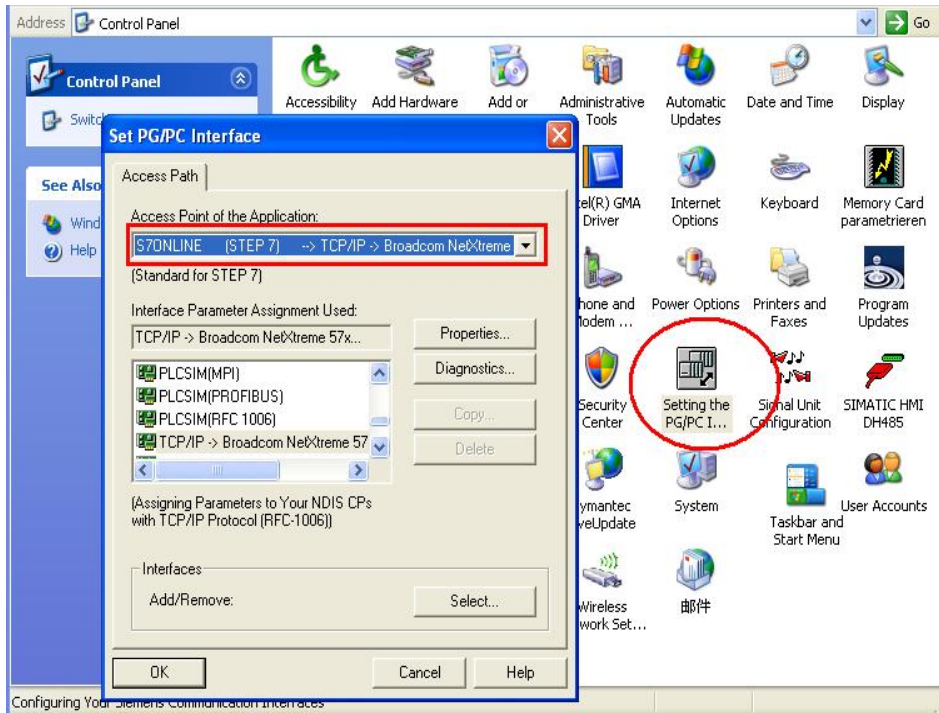 Address Control Panel Go
Control Panel
Switc
See Also
Wind
Help
Accessibility Add Hardware Add or Administrative Tools Automatic Updates Date and Time Display
tel(R) GMA Driver Internet Options Keyboard Memory Card parametrieren
hone and Modem ... Power Options Printers and Faxes Program Updates
Security Center Setting the PG/PC I... Signal Unit Configuration SIMATIC HMI DH485
ymantec veUpdate System Taskbar and Start Menu User Accounts
Wireless work Set... 邮件
Set PG/PC Interface
Access Path
Access Point of the Application:
S7ONLINE (STEP 7) --> TCP/IP -> Broadcom NetXtreme
(Standard for STEP 7)
Interface Parameter Assignment Used:
TCP/IP -> Broadcom NetXtreme 57x...
Properties...
Diagnostics...
Copy...
Delete
PLCSIM(MPI)
PLCSIM(PROFIBUS)
PLCSIM(RFC 1006)
TCP/IP -> Broadcom NetXtreme 57
(Assigning Parameters to Your NDIS CPs
with TCP/IP Protocol (RFC-1006))
Interfaces
Add/Remove: Select...
OK Cancel Help
Configuring Your Siemens Communication Interfaces